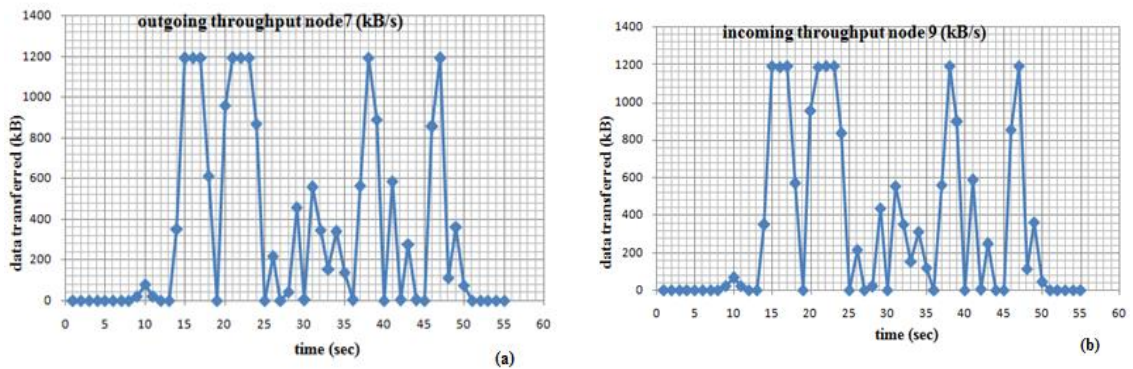 outgoing throughput node7 (kB/s)
1400
1200
1000
800
600
400
200
0
0 5 10 15 20 25 30 35 40 45 50 55 60
data transferred (kB)
time (sec)
(a)
incoming throughput node 9 (kB/s)
1400
1200
1000
800
600
400
200
0
0 5 10 15 20 25 30 35 40 45 50 55 60
data transferred (kB)
time (sec)
(b)